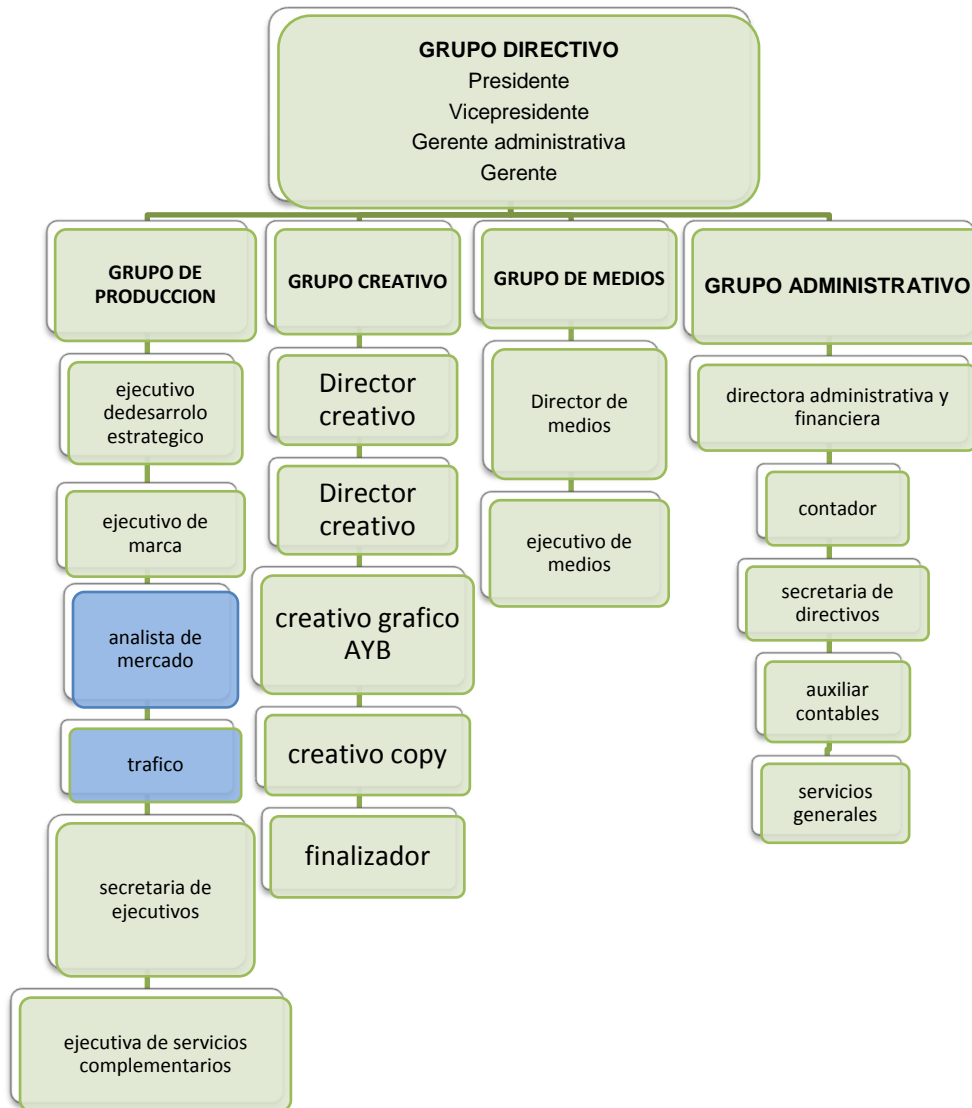 GRUPO DIRECTIVO
Presidente
Vicepresidente
Gerente administrativa
Gerente
GRUPO DE
PRODUCCION
ejecutivo
dedesarrolo
estrategico
ejecutivo de
marca
analista de
mercado
trafico
secretaria de
ejecutivos
ejecutiva de servicios
complementarios
GRUPO CREATIVO
Director
creativo
Director
creativo
creativo grafico
AYB
creativo copy
finalizador
GRUPO DE MEDIOS
Director de
medios
ejecutivo de
medios
GRUPO ADMINISTRATIVO
directora administrativa y
financiera
contador
secretaria de
directivos
auxiliar
contables
servicios
generales